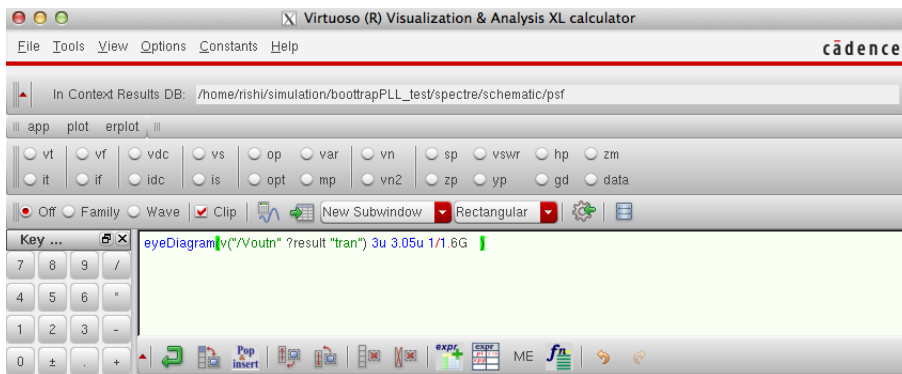 Virtuoso (R) Visualization & Analysis XL calculator
File Tools View Options Constants Help
cādence
In Context Results DB: /home/rishi/simulation/boottrapPLL_test/spectre/schematic/psf
app plot erplot
vt vf vdc vs op var vn sp vswr hp zm
it if idc is opt mp vn2 zp yp gd data
Off Family Wave Clip New Subwindow Rectangular
Key ...
eyeDiagram(v("/Voutn" ?result "tran") 3u 3.05u 1/1.6G )
7 8 9 /
4 5 6 *
1 2 3 -
0 ± . +
Pop & insert expr expr ME fn